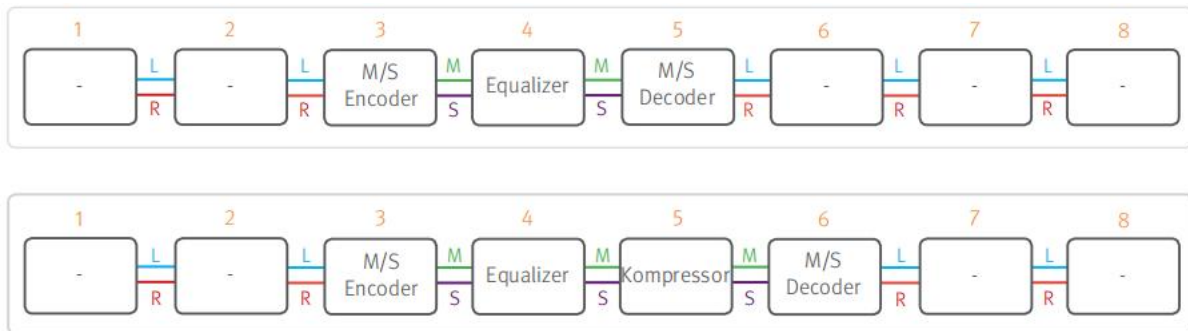 1 2 3 4 5 6 7 8
L L M M L L L
- - M/S Encoder Equalizer M/S Decoder - - -
R R S S R R R
1 2 3 4 5 6 7 8
L L M M M L L
- - M/S Encoder Equalizer Kompressor M/S Decoder - -
R R S S S R R